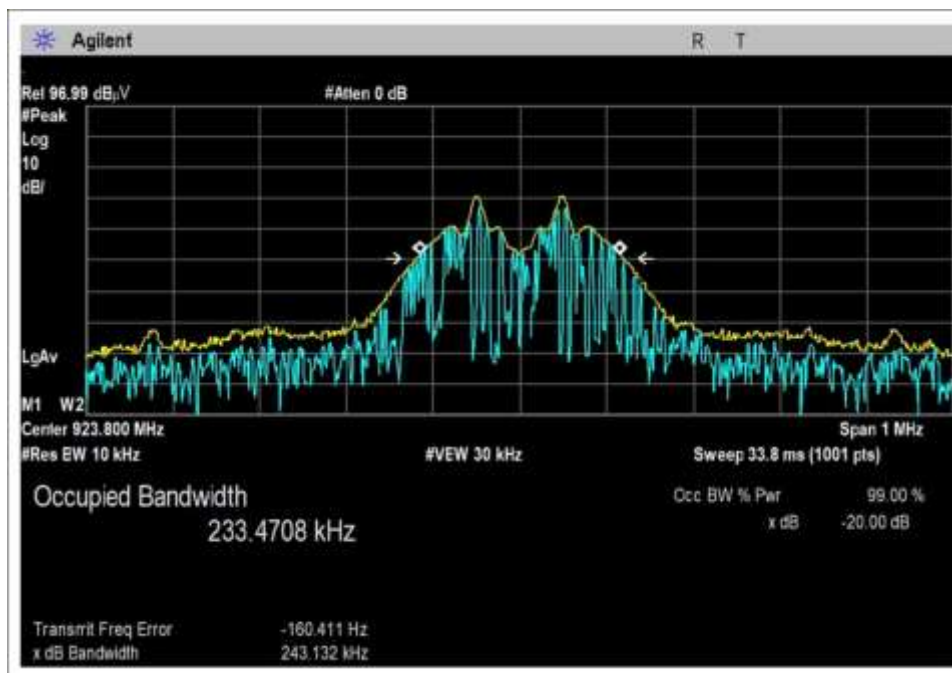 Agilent R T
Ref 96.99 dBµV #Atten 0 dB
#Peak
Log
10
dB/
LgAv
M1 W2
Center 923.800 MHz Span 1 MHz
#Res BW 10 kHz #VBW 30 kHz Sweep 33.8 ms (1001 pts)
Occupied Bandwidth Occ BW % Pwr 99.00 %
233.4708 kHz x dB -20.00 dB
Transmit Freq Error -160.411 Hz
x dB Bandwidth 243.132 kHz